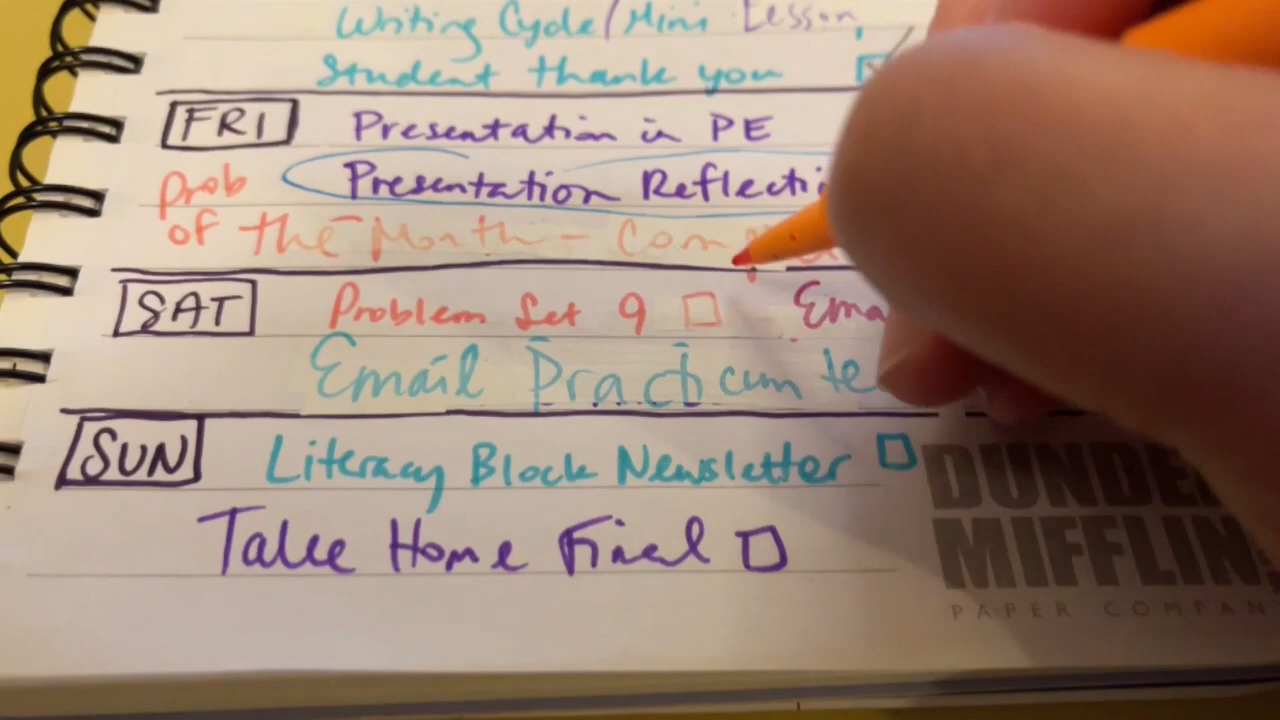 Writing Cycle/Mini Lesson,
Student thank you
FRI Presentation in PE
Presentation
Prob
of the Month -
SAT Problem Set 9
Email Practicum
SUN Literacy Block Newsletter
Take Home Final
DUNDER
MIFFLIN
PAPER